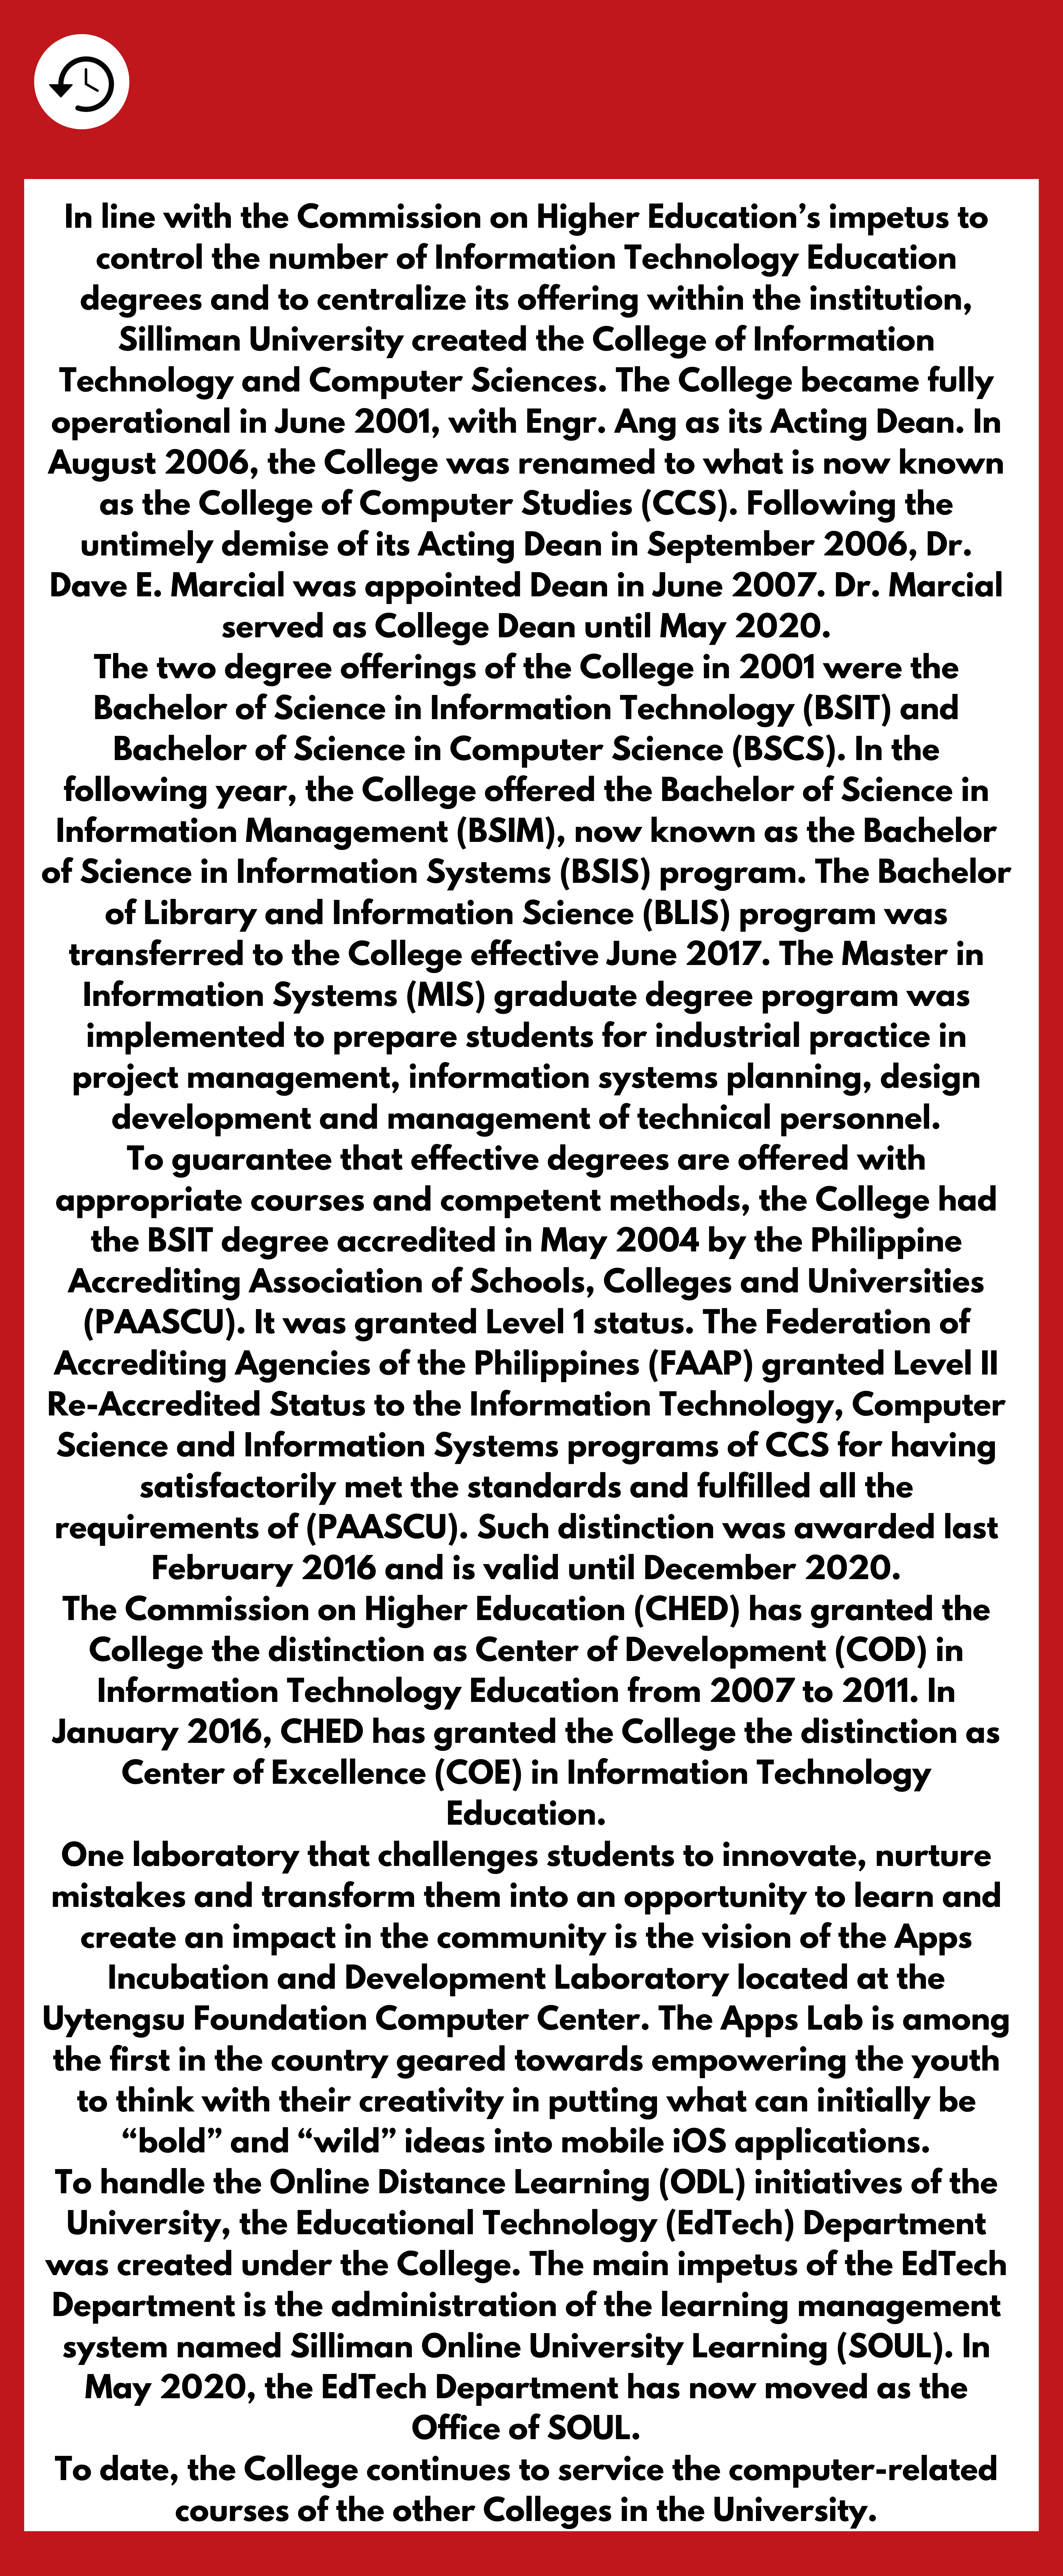 In line with the Commission on Higher Education’s impetus to
control the number of Information Technology Education
degrees and to centralize its offering within the institution,
Silliman University created the College of Information
Technology and Computer Sciences. The College became fully
operational in June 2001, with Engr. Ang as its Acting Dean. In
August 2006, the College was renamed to what is now known
as the College of Computer Studies (CCS). Following the
untimely demise of its Acting Dean in September 2006, Dr.
Dave E. Marcial was appointed Dean in June 2007. Dr. Marcial
served as College Dean until May 2020.
The two degree offerings of the College in 2001 were the
Bachelor of Science in Information Technology (BSIT) and
Bachelor of Science in Computer Science (BSCS). In the
following year, the College offered the Bachelor of Science in
Information Management (BSIM), now known as the Bachelor
of Science in Information Systems (BSIS) program. The Bachelor
of Library and Information Science (BLIS) program was
transferred to the College effective June 2017. The Master in
Information Systems (MIS) graduate degree program was
implemented to prepare students for industrial practice in
project management, information systems planning, design
development and management of technical personnel.
To guarantee that effective degrees are offered with
appropriate courses and competent methods, the College had
the BSIT degree accredited in May 2004 by the Philippine
Accrediting Association of Schools, Colleges and Universities
(PAASCU). It was granted Level 1 status. The Federation of
Accrediting Agencies of the Philippines (FAAP) granted Level II
Re-Accredited Status to the Information Technology, Computer
Science and Information Systems programs of CCS for having
satisfactorily met the standards and fulfilled all the
requirements of (PAASCU). Such distinction was awarded last
February 2016 and is valid until December 2020.
The Commission on Higher Education (CHED) has granted the
College the distinction as Center of Development (COD) in
Information Technology Education from 2007 to 2011. In
January 2016, CHED has granted the College the distinction as
Center of Excellence (COE) in Information Technology
Education.
One laboratory that challenges students to innovate, nurture
mistakes and transform them into an opportunity to learn and
create an impact in the community is the vision of the Apps
Incubation and Development Laboratory located at the
Uytengsu Foundation Computer Center. The Apps Lab is among
the first in the country geared towards empowering the youth
to think with their creativity in putting what can initially be
“bold” and “wild” ideas into mobile iOS applications.
To handle the Online Distance Learning (ODL) initiatives of the
University, the Educational Technology (EdTech) Department
was created under the College. The main impetus of the EdTech
Department is the administration of the learning management
system named Silliman Online University Learning (SOUL). In
May 2020, the EdTech Department has now moved as the
Office of SOUL.
To date, the College continues to service the computer-related
courses of the other Colleges in the University.